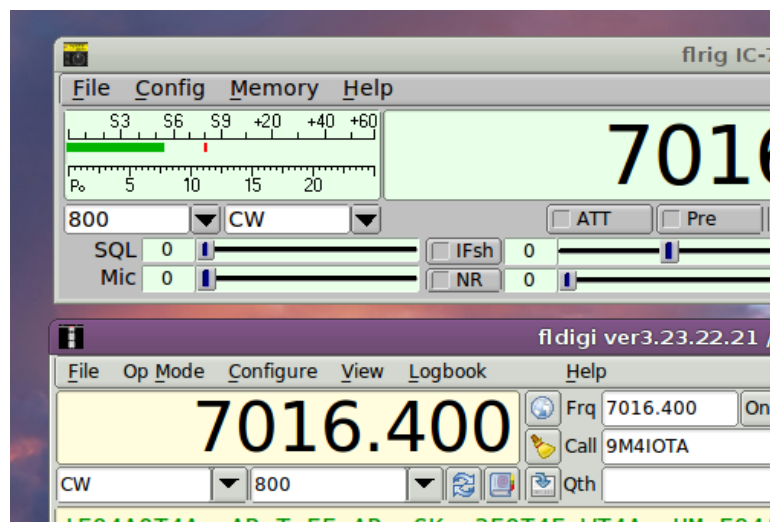 flrig IC-7
File Config Memory Help
S3 S6 S9 +20 +40 +60
Po 5 10 15 20
7016
800 CW ATT Pre
SQL 0 IFsh 0
Mic 0 NR 0
fldigi ver3.23.22.21 /
File Op Mode Configure View Logbook Help
7016.400 Frq 7016.400 On
Call 9M4IOTA
CW 800 Qth